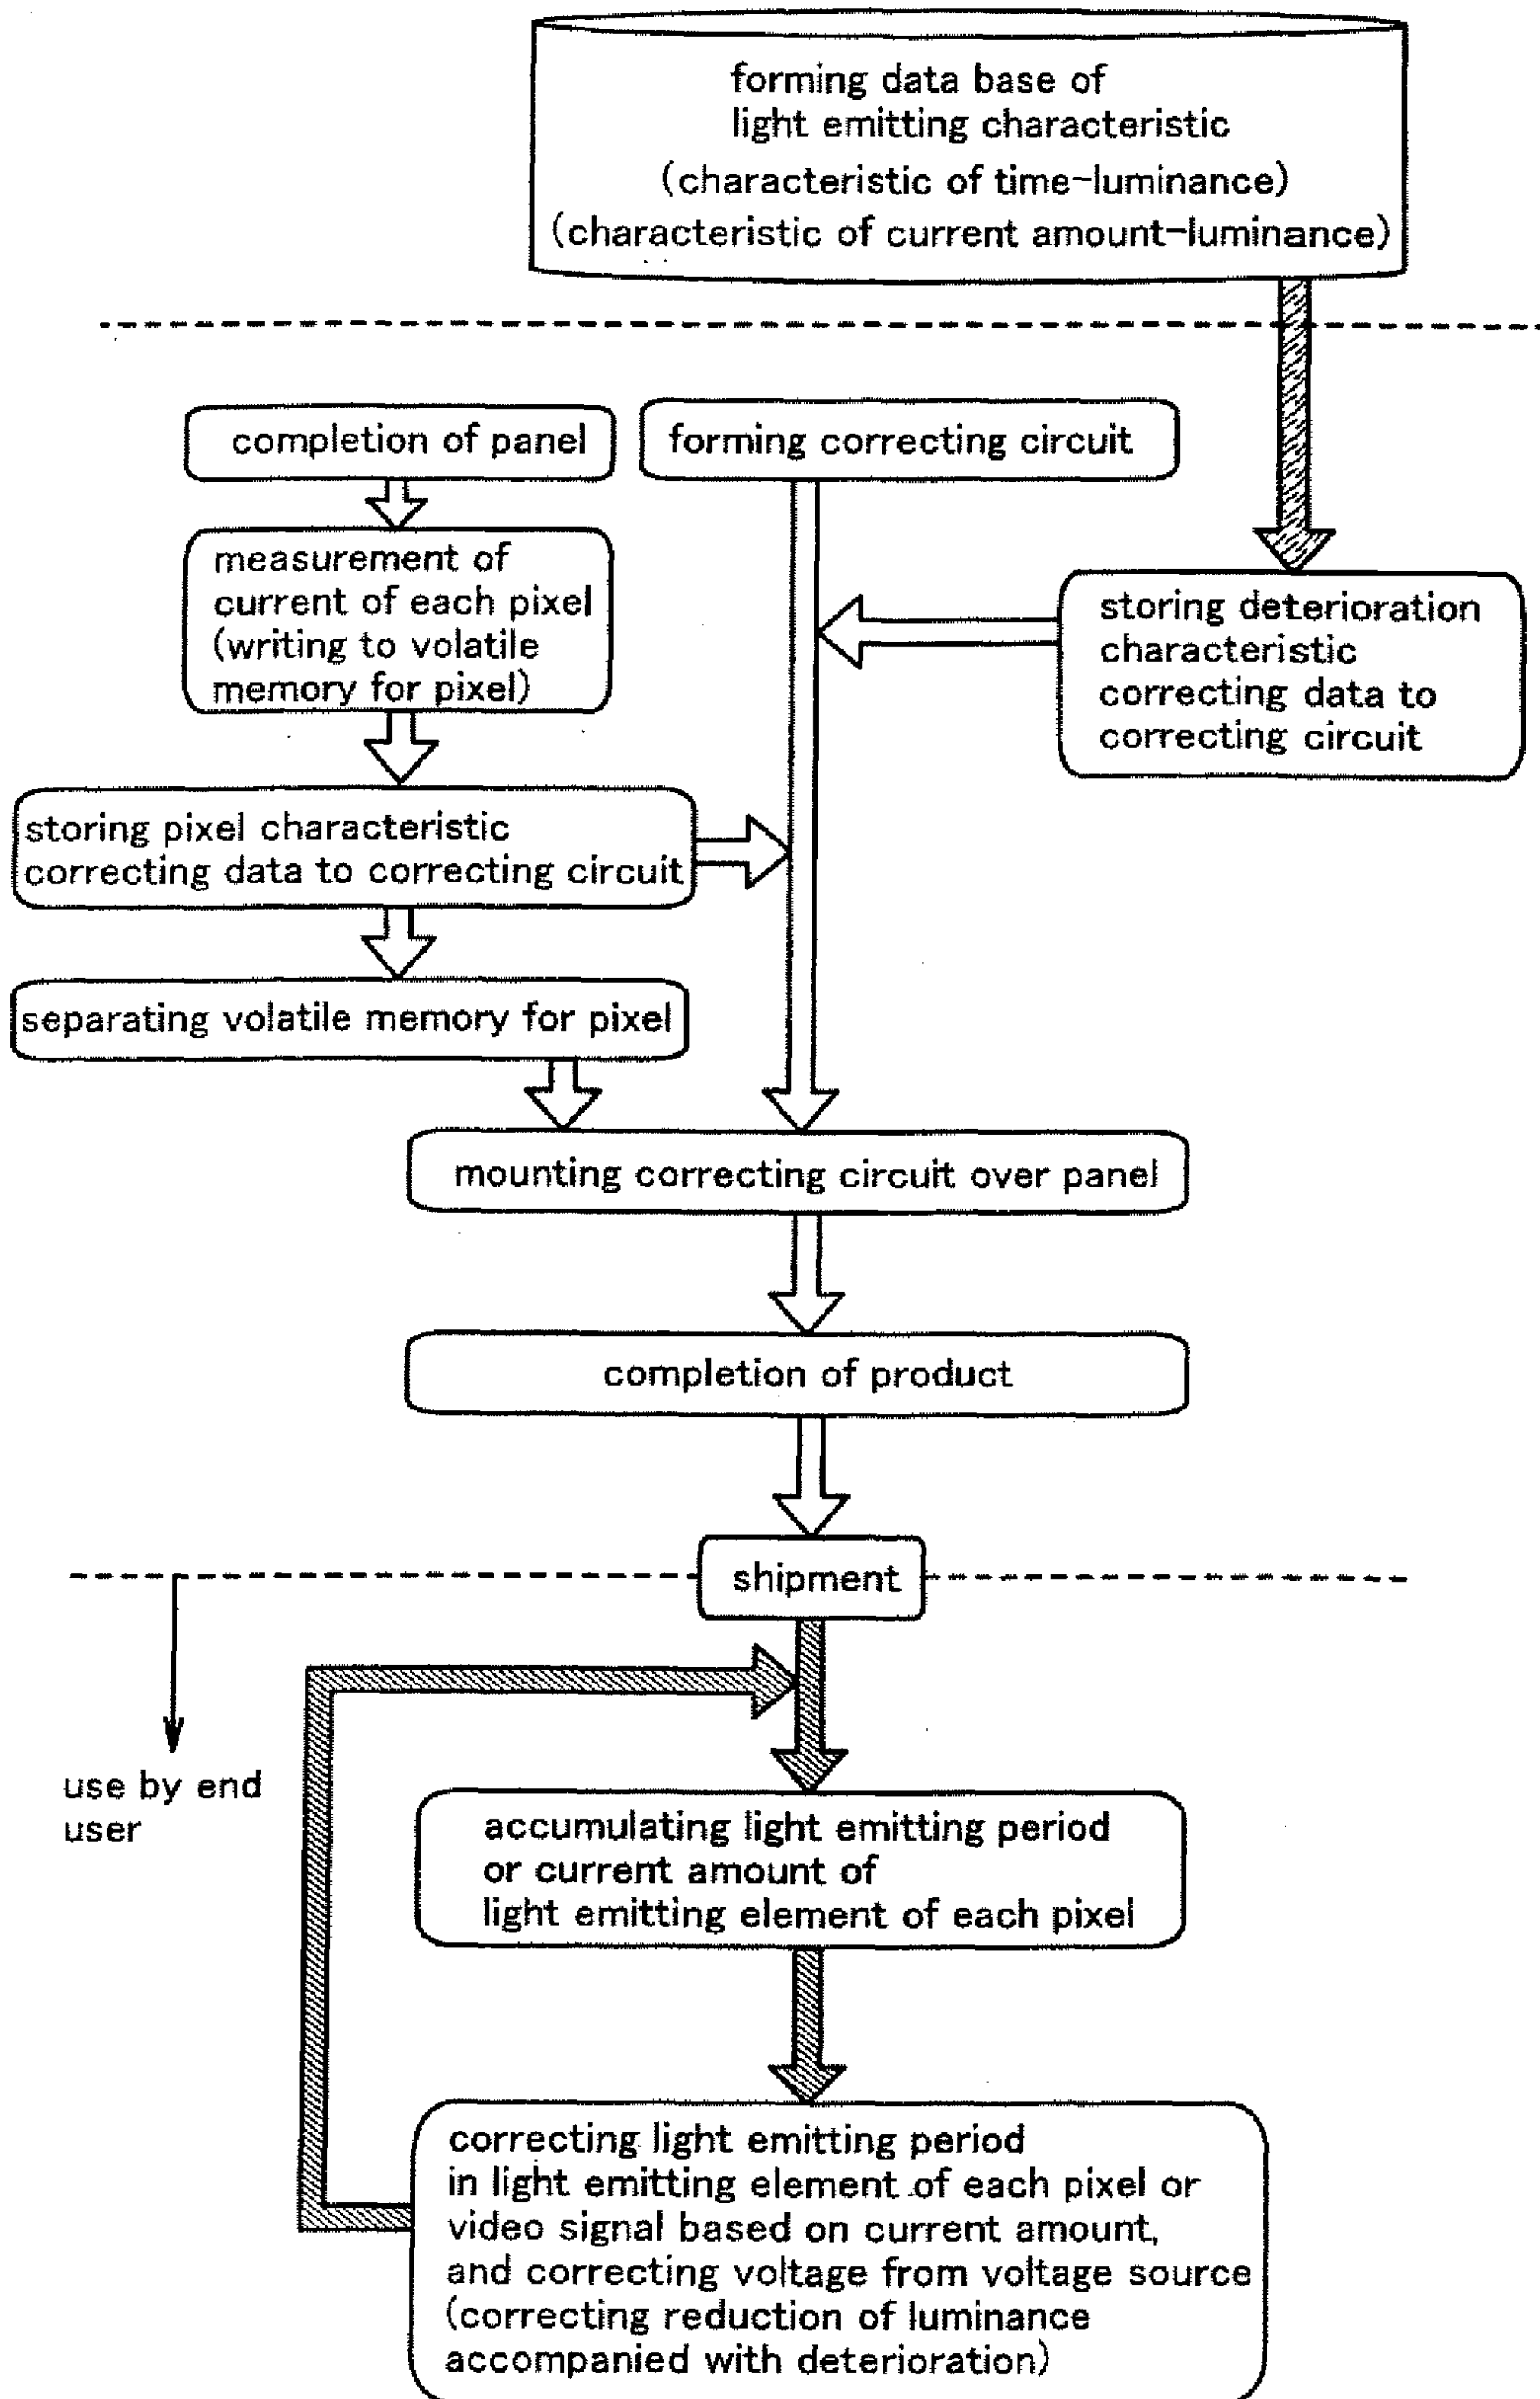 forming data base of
light emitting characteristic
(characteristic of time-luminance)
(characteristic of current amount-luminance)
completion of panel
forming correcting circuit
measurement of
current of each pixel
(writing to volatile
memory for pixel)
storing deterioration
characteristic
correcting data to
correcting circuit
storing pixel characteristic
correcting data to correcting circuit
separating volatile memory for pixel
mounting correcting circuit over panel
completion of product
shipment
use by end
user
accumulating light emitting period
or current amount of
light emitting element of each pixel
correcting light emitting period
in light emitting element of each pixel or
video signal based on current amount,
and correcting voltage from voltage source
(correcting reduction of luminance
accompanied with deterioration)